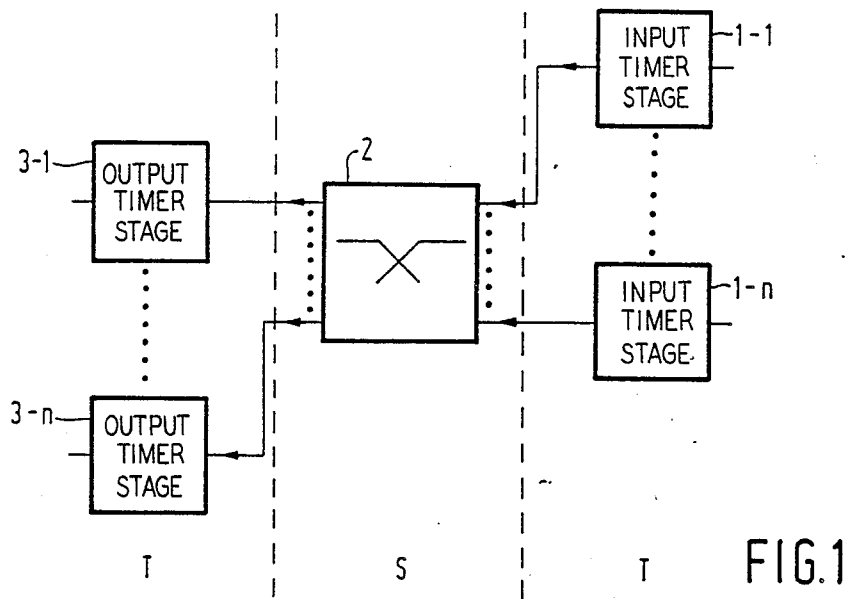 INPUT
TIMER
STAGE
1-1
3-1
OUTPUT
TIMER
STAGE
2
INPUT
TIMER
STAGE
1-n
3-n
OUTPUT
TIMER
STAGE
T
S
T
FIG.1